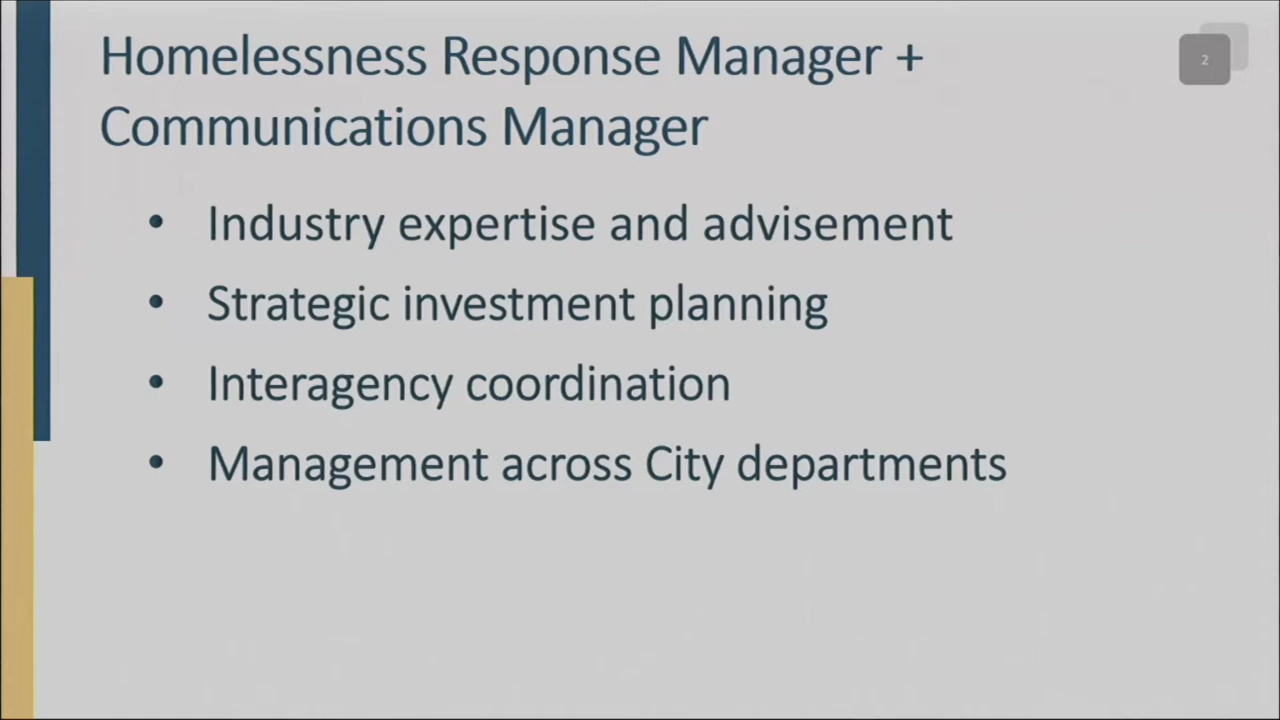 Homelessness Response Manager +
Communications Manager
2
• Industry expertise and advisement
• Strategic investment planning
• Interagency coordination
• Management across City departments